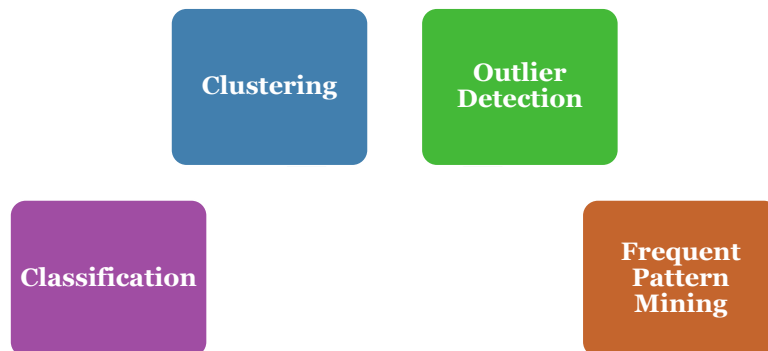 Clustering
Outlier
Detection
Classification
Frequent
Pattern
Mining